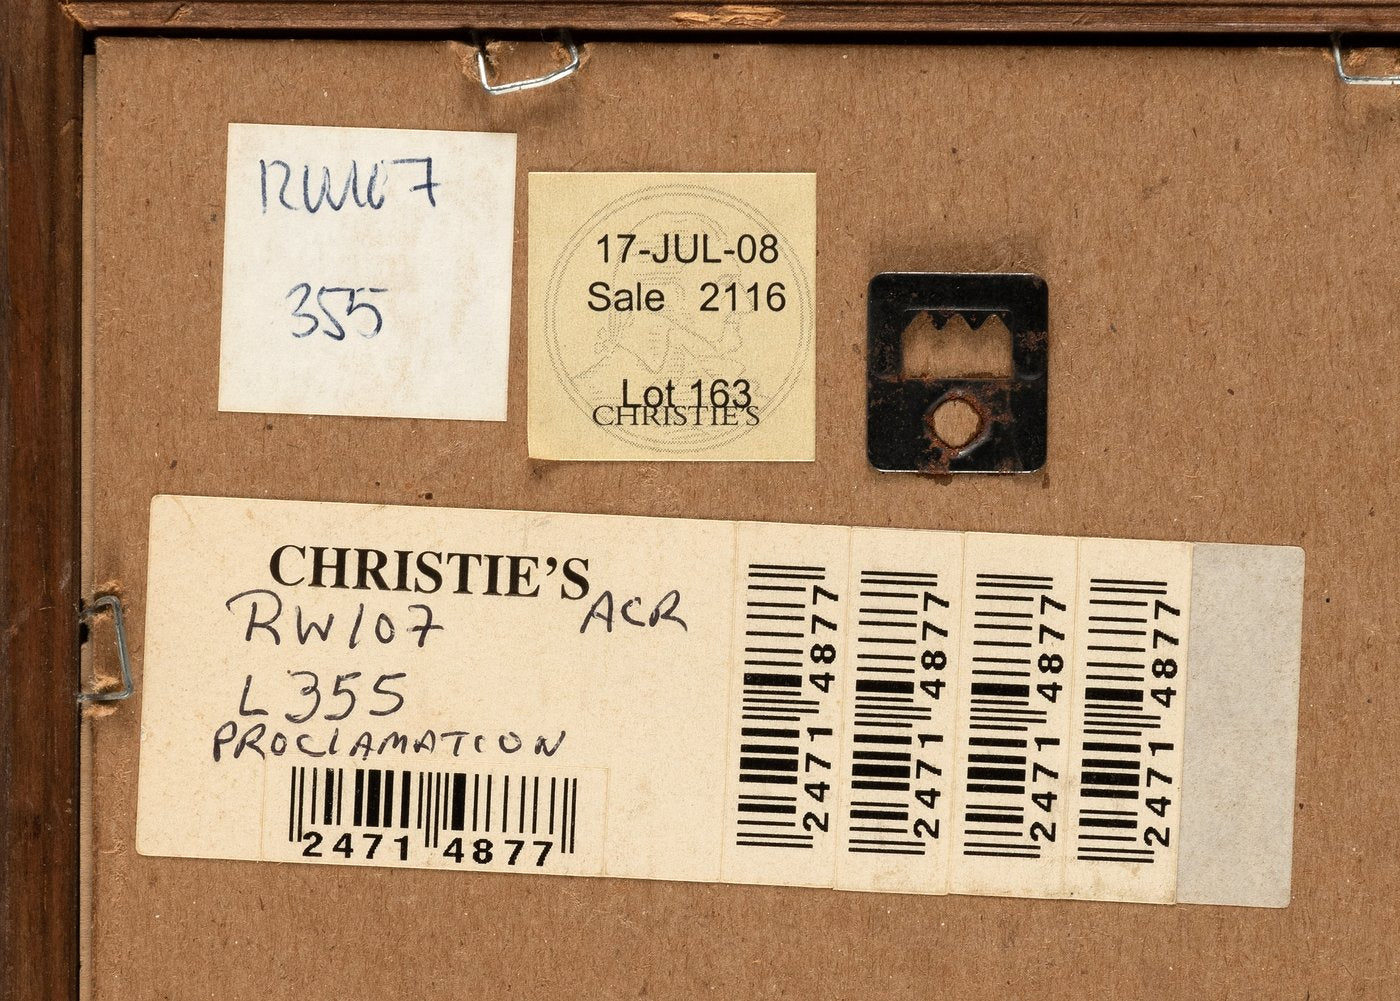 RW107
355
17-JUL-08
Sale 2116
Lot 163
CHRISTIE'S
CHRISTIE'S
RW107 ACR
L355
PROCLAMATION
2471 4877
2471 4877
2471 4877
2471 4877
2471 4877